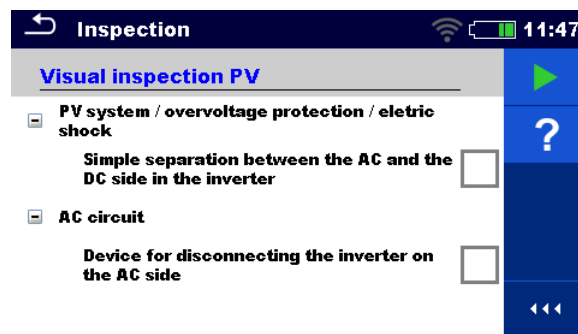 Inspection
11:47
Visual inspection PV
PV system / overvoltage protection / eletric
shock
?
Simple separation between the AC and the
DC side in the inverter
AC circuit
Device for disconnecting the inverter on
the AC side